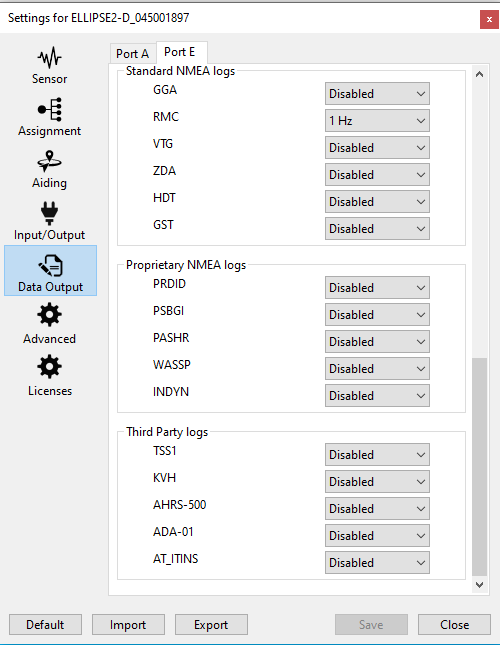 Settings for ELLIPSE2-D_045001897
x
Sensor
Assignment
Aiding
Input/Output
Data Output
Advanced
Licenses
Port A
Port E
Standard NMEA logs
GGA Disabled
RMC 1 Hz
VTG Disabled
ZDA Disabled
HDT Disabled
GST Disabled
Proprietary NMEA logs
PRDID Disabled
PSBGI Disabled
PASHR Disabled
WASSP Disabled
INDYN Disabled
Third Party logs
TSS1 Disabled
KVH Disabled
AHRS-500 Disabled
ADA-01 Disabled
AT_ITINS Disabled
Default Import Export Save Close